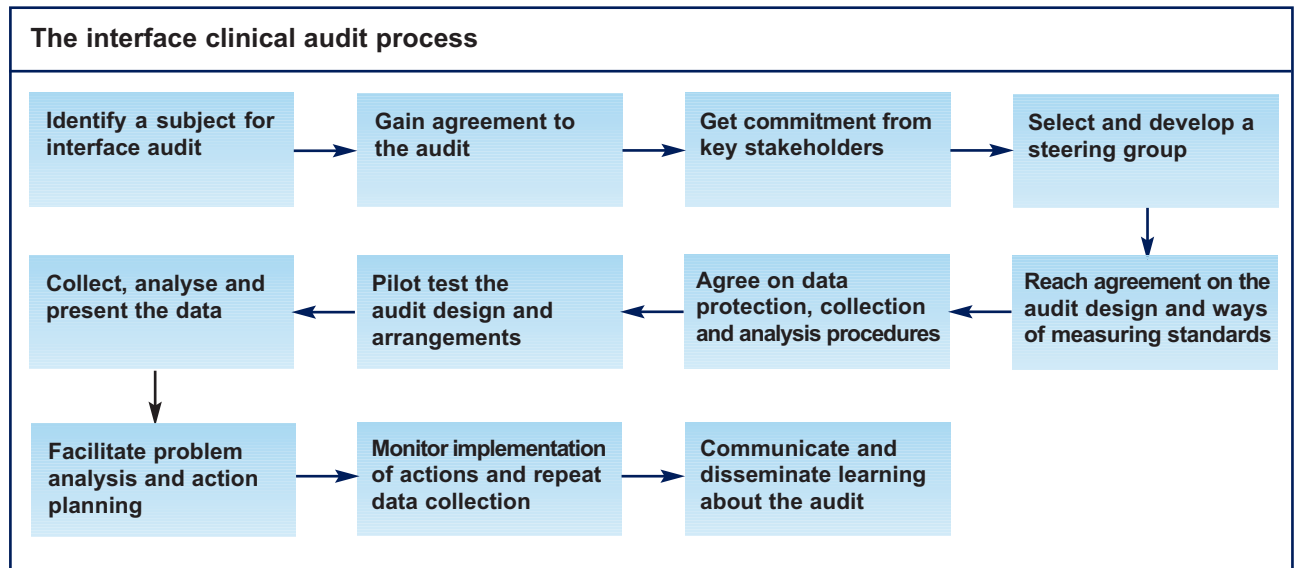 The interface clinical audit process
Identify a subject for
interface audit
Gain agreement to
the audit
Get commitment from
key stakeholders
Select and develop a
steering group
Reach agreement on the
audit design and ways
of measuring standards
Agree on data
protection, collection
and analysis procedures
Pilot test the
audit design and
arrangements
Collect, analyse and
present the data
Facilitate problem
analysis and action
planning
Monitor implementation
of actions and repeat
data collection
Communicate and
disseminate learning
about the audit